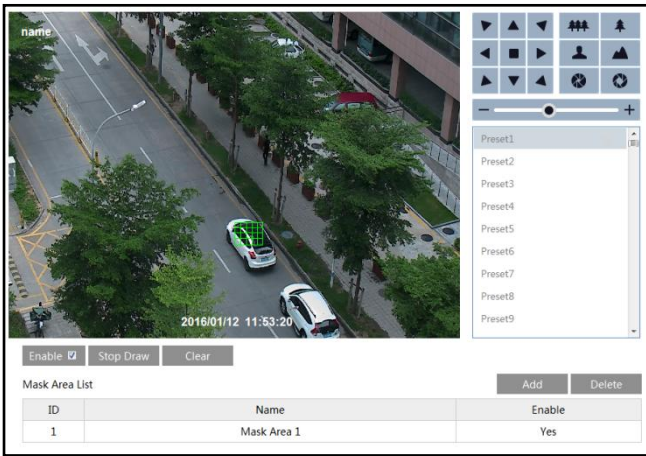 name
2016/01/12 11:53:20
Preset1
Preset2
Preset3
Preset4
Preset5
Preset6
Preset7
Preset8
Preset9
Enable Stop Draw Clear
Mask Area List Add Delete
ID Name Enable
1 Mask Area 1 Yes